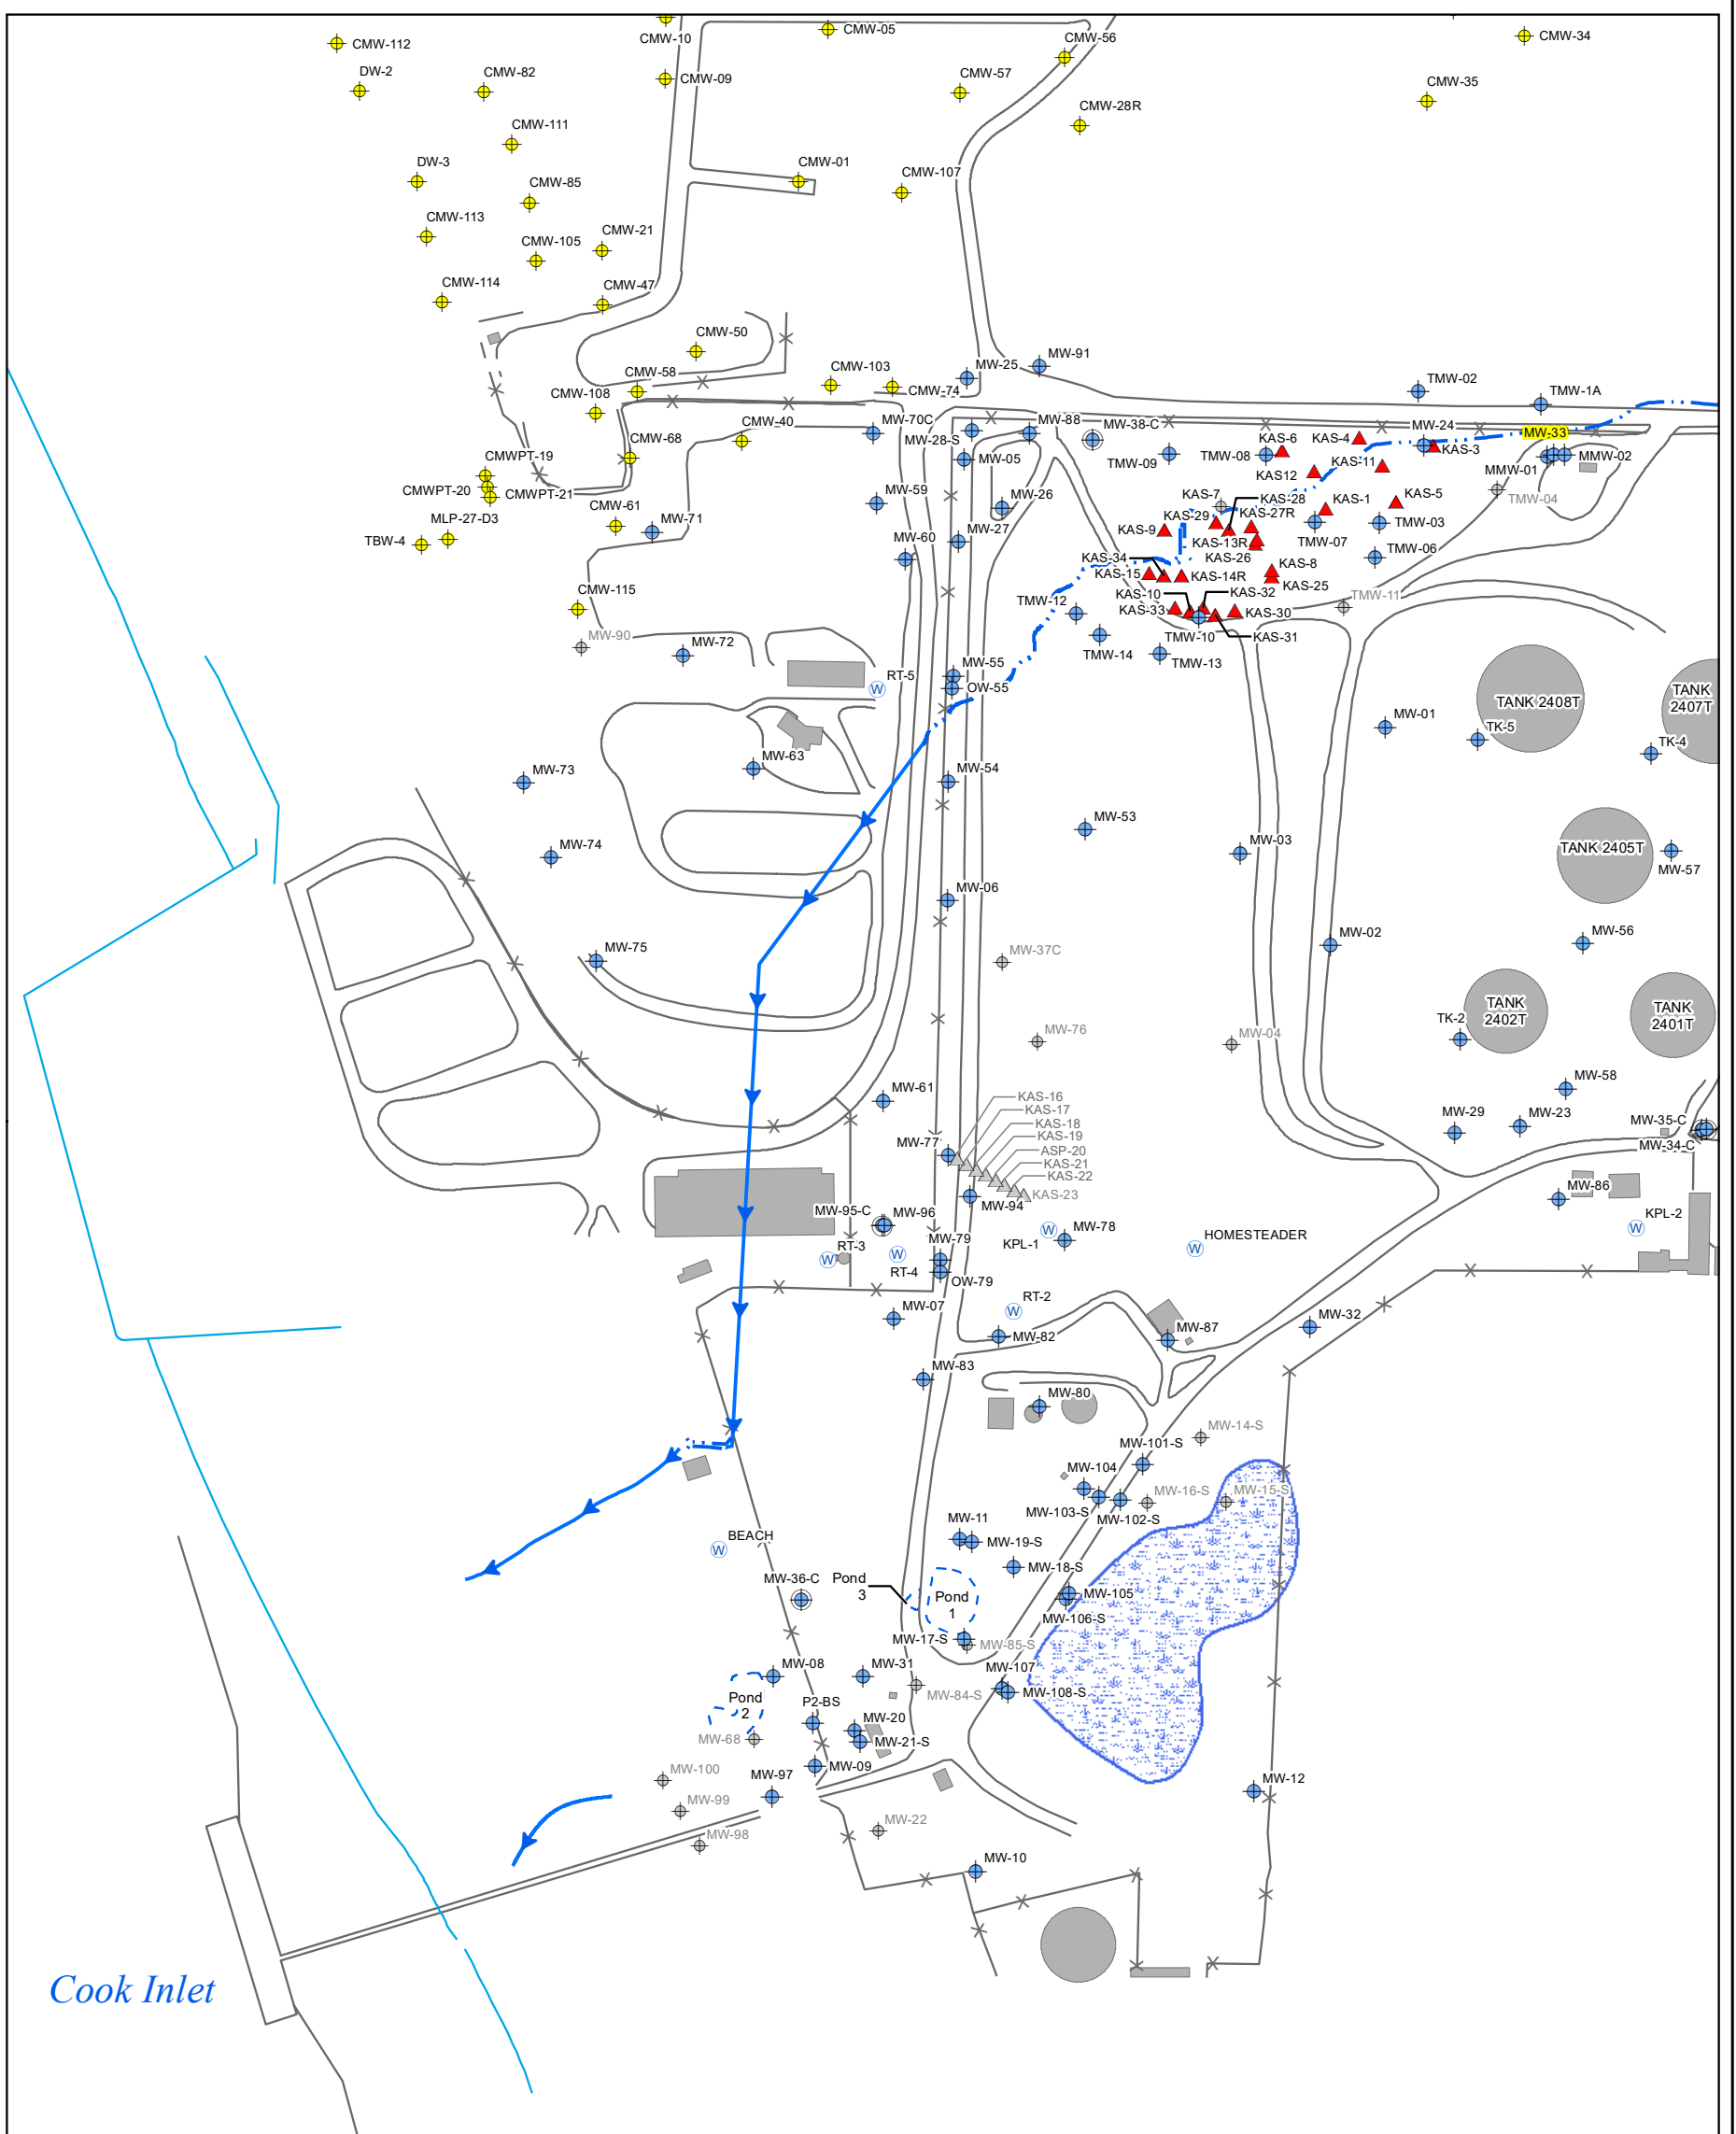 CMW-112
CMW-10
CMW-05
CMW-56
CMW-34
DW-2
CMW-82
CMW-09
CMW-57
CMW-35
CMW-28R
CMW-111
DW-3
CMW-85
CMW-01
CMW-107
CMW-113
CMW-105
CMW-21
CMW-114
CMW-47
CMW-50
CMW-58
CMW-103
CMW-74
MW-25
MW-91
TMW-02
TMW-1A
CMW-108
CMW-40
MW-70C
MW-28-S
MW-88
MW-38-C
KAS-6
KAS-4
MW-24
MW-33
CMW-68
MW-05
TMW-09
TMW-08
KAS-11
KAS-3
MMW-01
MMW-02
CMWPT-19
CMWPT-20
CMWPT-21
KAS12
MW-59
MW-26
KAS-7
KAS-28
KAS-1
KAS-5
TMW-04
CMW-61
MLP-27-D3
TBW-4
MW-71
MW-60
MW-27
KAS-9
KAS-29
KAS-27R
KAS-13R
KAS-26
TMW-07
TMW-03
TMW-06
KAS-34
KAS-15
KAS-14R
KAS-8
KAS-25
CMW-115
TMW-12
KAS-10
KAS-33
KAS-32
KAS-30
KAS-31
TMW-11
MW-90
MW-72
TMW-14
TMW-10
TMW-13
RT-5
W
MW-55
OW-55
TANK 2408T
TANK
2407T
MW-01
TK-5
TK-4
MW-73
MW-63
MW-54
MW-74
MW-53
MW-03
TANK 2405T
MW-57
MW-06
MW-75
MW-37C
MW-02
MW-56
MW-76
MW-04
TK-2
TANK
2402T
TANK
2401T
MW-61
KAS-16
KAS-17
KAS-18
KAS-19
ASP-20
KAS-21
KAS-22
KAS-23
MW-58
MW-29
MW-23
MW-35-C
MW-34-C
MW-77
MW-94
MW-86
MW-95-C
MW-96
KPL-1
W
MW-78
HOMESTEADER
W
KPL-2
W
RT-3
W
W
RT-4
MW-79
OW-79
RT-2
W
MW-07
MW-82
MW-87
MW-32
MW-83
MW-80
MW-14-S
MW-101-S
MW-104
MW-103-S
MW-102-S
MW-16-S
MW-15-S
BEACH
W
MW-11
MW-19-S
MW-18-S
MW-36-C
Pond
3
Pond
1
MW-105
MW-106-S
MW-17-S
MW-85-S
MW-08
MW-31
MW-84-S
MW-107
MW-108-S
Pond
2
P2-BS
MW-20
MW-21-S
MW-68
MW-09
MW-100
MW-97
MW-12
MW-99
MW-98
MW-22
MW-10
Cook Inlet